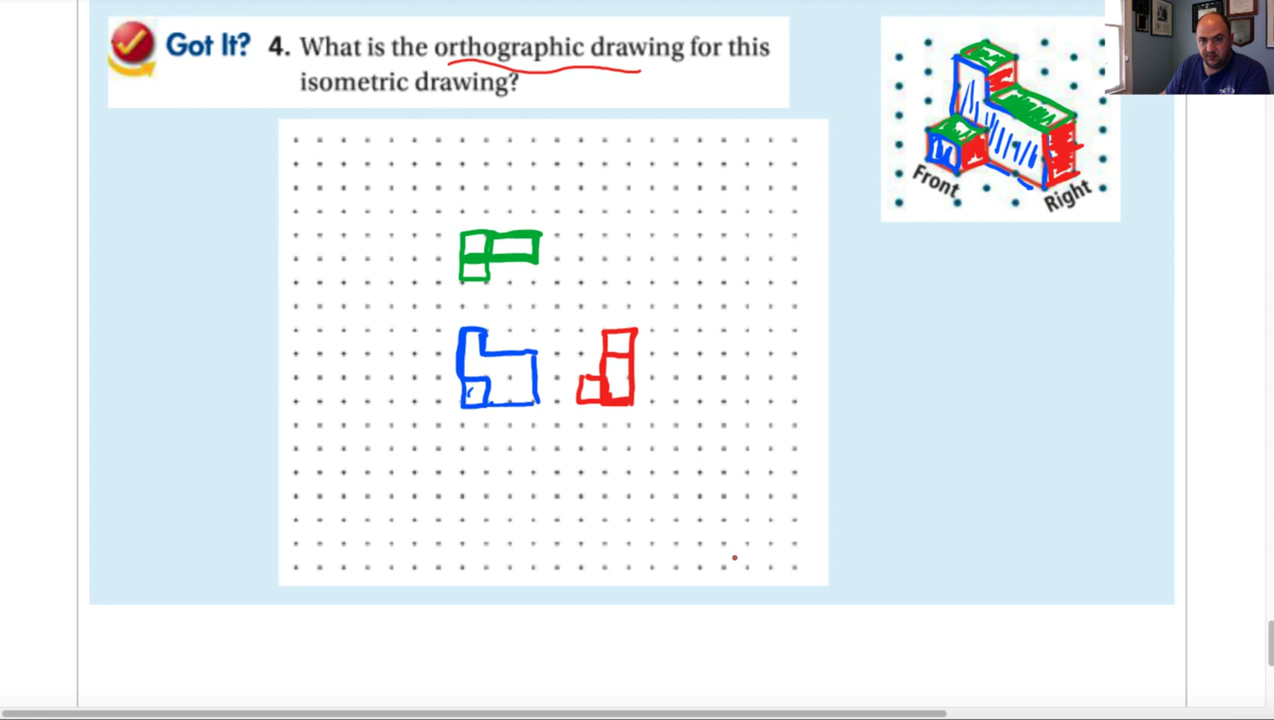 Got It? 4. What is the orthographic drawing for this
isometric drawing?
Front
Right